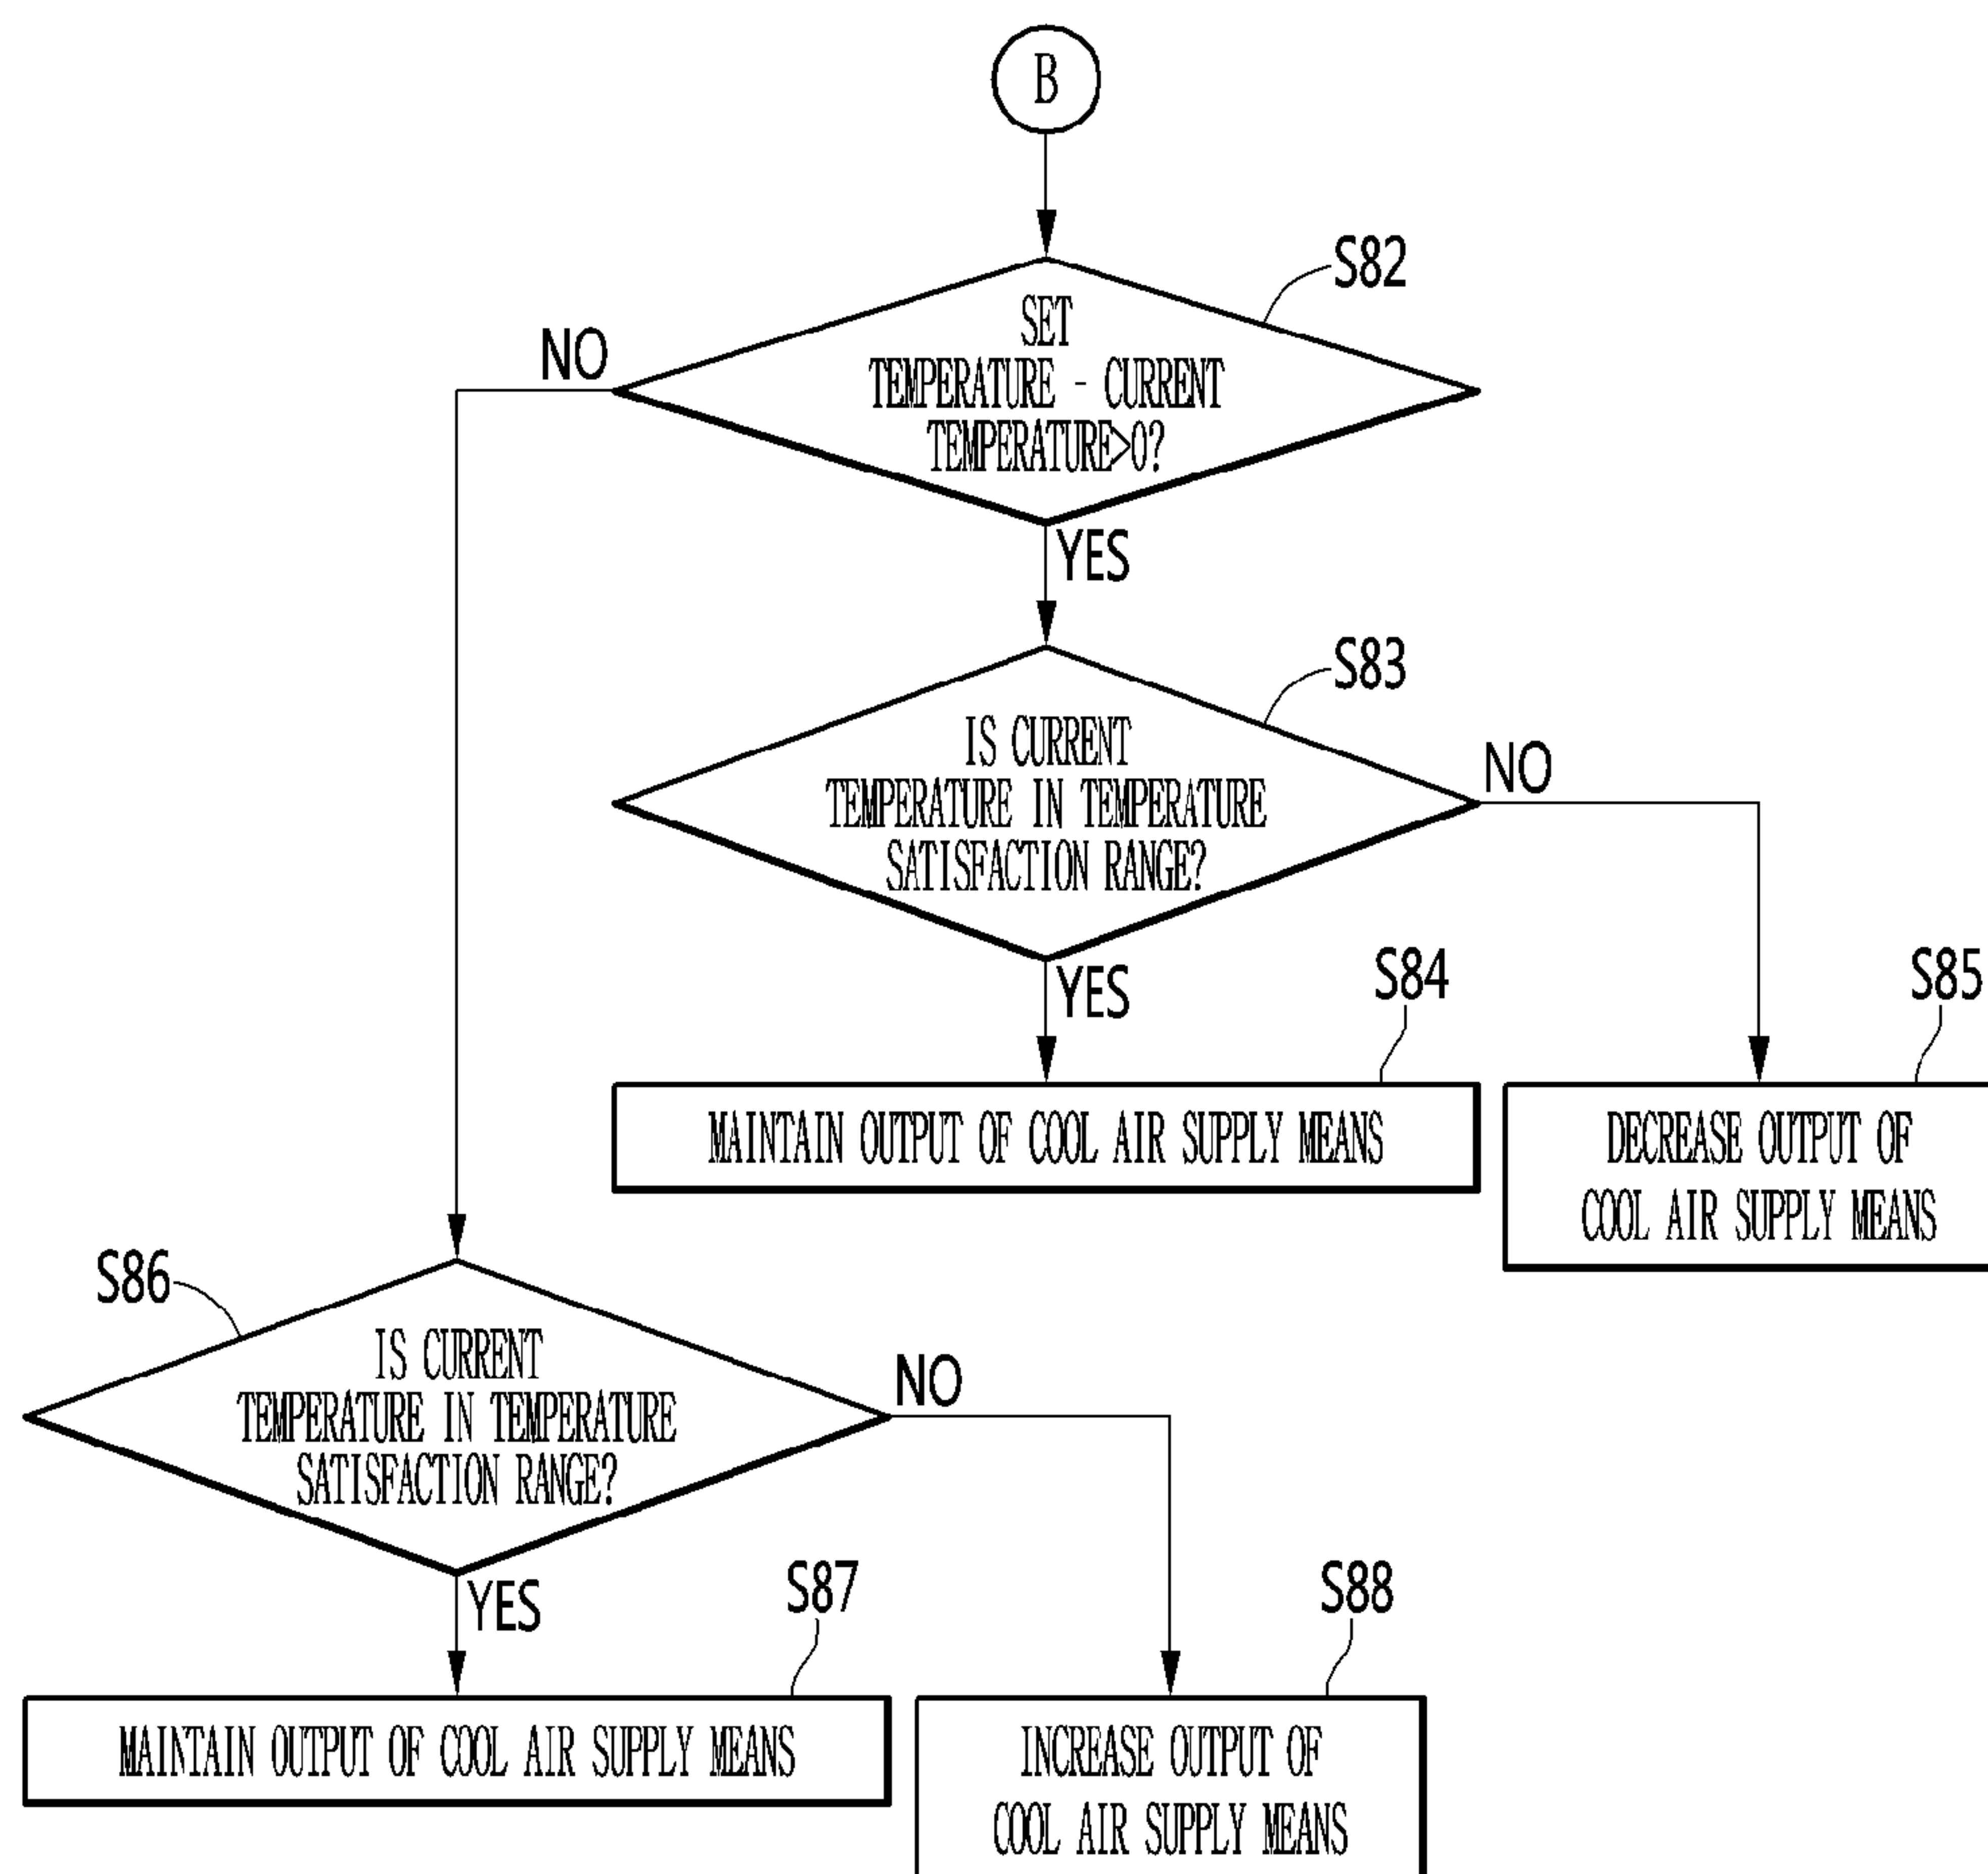 B
S82
SET
TEMPERATURE - CURRENT
TEMPERATURE>0?
NO
YES
S83
IS CURRENT
TEMPERATURE IN TEMPERATURE
SATISFACTION RANGE?
NO
YES
S84
MAINTAIN OUTPUT OF COOL AIR SUPPLY MEANS
S85
DECREASE OUTPUT OF
COOL AIR SUPPLY MEANS
S86
IS CURRENT
TEMPERATURE IN TEMPERATURE
SATISFACTION RANGE?
NO
YES
S87
MAINTAIN OUTPUT OF COOL AIR SUPPLY MEANS
S88
INCREASE OUTPUT OF
COOL AIR SUPPLY MEANS